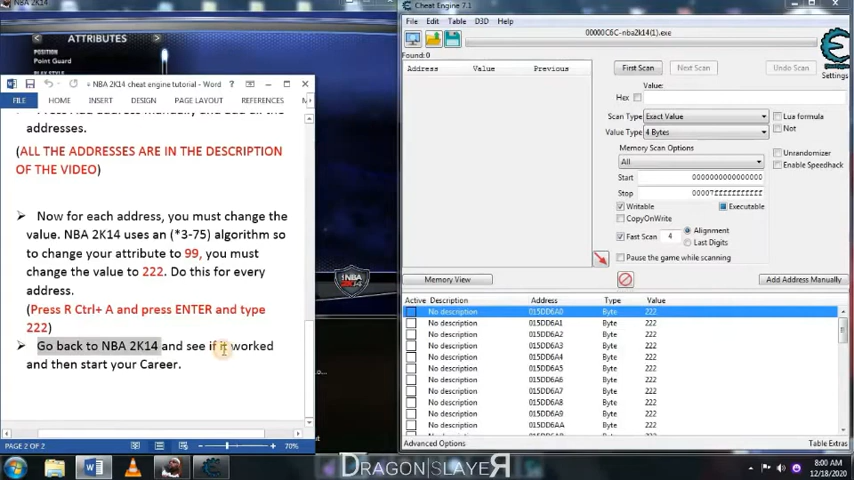 NBA 2K14
ATTRIBUTES
POSITION
Point Guard
NBA 2K14 cheat engine tutorial - Word
FILE HOME INSERT DESIGN PAGE LAYOUT REFERENCES
addresses.
(ALL THE ADDRESSES ARE IN THE DESCRIPTION
OF THE VIDEO)
Now for each address, you must change the
value. NBA 2K14 uses an (*3-75) algorithm so
to change your attribute to 99, you must
change the value to 222. Do this for every
address.
(Press R Ctrl+ A and press ENTER and type
222)
Go back to NBA 2K14 and see if it worked
and then start your Career.
PAGE 2 OF 2 70%
Cheat Engine 7.1
File Edit Table D3D Help
00000C6C-nba2k14(1).exe
Found: 0
Address Value Previous
First Scan Next Scan Undo Scan
Settings
Value:
Hex
Scan Type Exact Value
Lua formula
Value Type 4 Bytes
Not
Memory Scan Options
All
Unrandomizer
Enable Speedhack
Start 0000000000000000
Stop 00007fffffffffff
Writable Executable
CopyOnWrite
Fast Scan 4 Alignment
Last Digits
Pause the game while scanning
Memory View Add Address Manually
Active Description Address Type Value
No description 015DD6A0 Byte 222
No description 015DD6A1 Byte 222
No description 015DD6A2 Byte 222
No description 015DD6A3 Byte 222
No description 015DD6A4 Byte 222
No description 015DD6A5 Byte 222
No description 015DD6A6 Byte 222
No description 015DD6A7 Byte 222
No description 015DD6A8 Byte 222
No description 015DD6A9 Byte 222
No description 015DD6AA Byte 222
Advanced Options Table Extras
DRAGON SLAYER
8:00 AM
12/18/2020